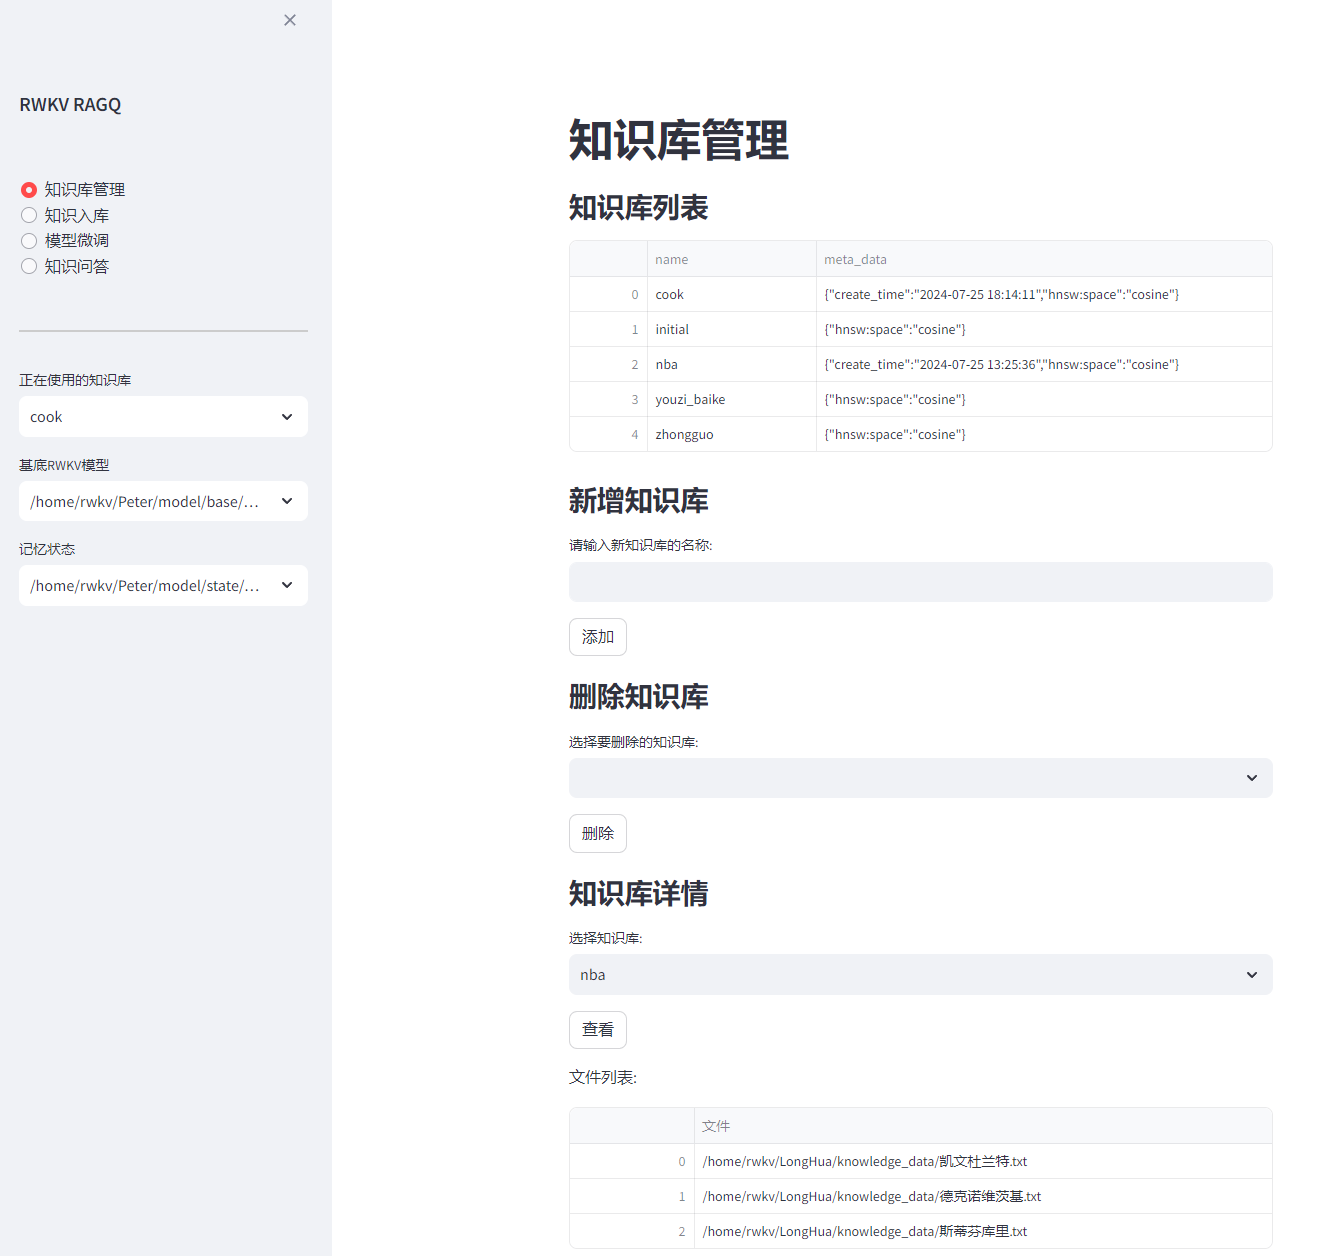 RWKV RAGQ
知识库管理
知识入库
模型微调
知识问答
正在使用的知识库
cook
基底RWKV模型
/home/rwkv/Peter/model/base/...
记忆状态
/home/rwkv/Peter/model/state/...
知识库管理
知识库列表
name meta_data
0 cook {"create_time":"2024-07-25 18:14:11","hnsw:space":"cosine"}
1 initial {"hnsw:space":"cosine"}
2 nba {"create_time":"2024-07-25 13:25:36","hnsw:space":"cosine"}
3 youzi_baike {"hnsw:space":"cosine"}
4 zhongguo {"hnsw:space":"cosine"}
新增知识库
请输入新知识库的名称:
添加
删除知识库
选择要删除的知识库:
删除
知识库详情
选择知识库:
nba
查看
文件列表:
文件
0 /home/rwkv/LongHua/knowledge_data/凯文杜兰特.txt
1 /home/rwkv/LongHua/knowledge_data/德克诺维茨基.txt
2 /home/rwkv/LongHua/knowledge_data/斯蒂芬库里.txt